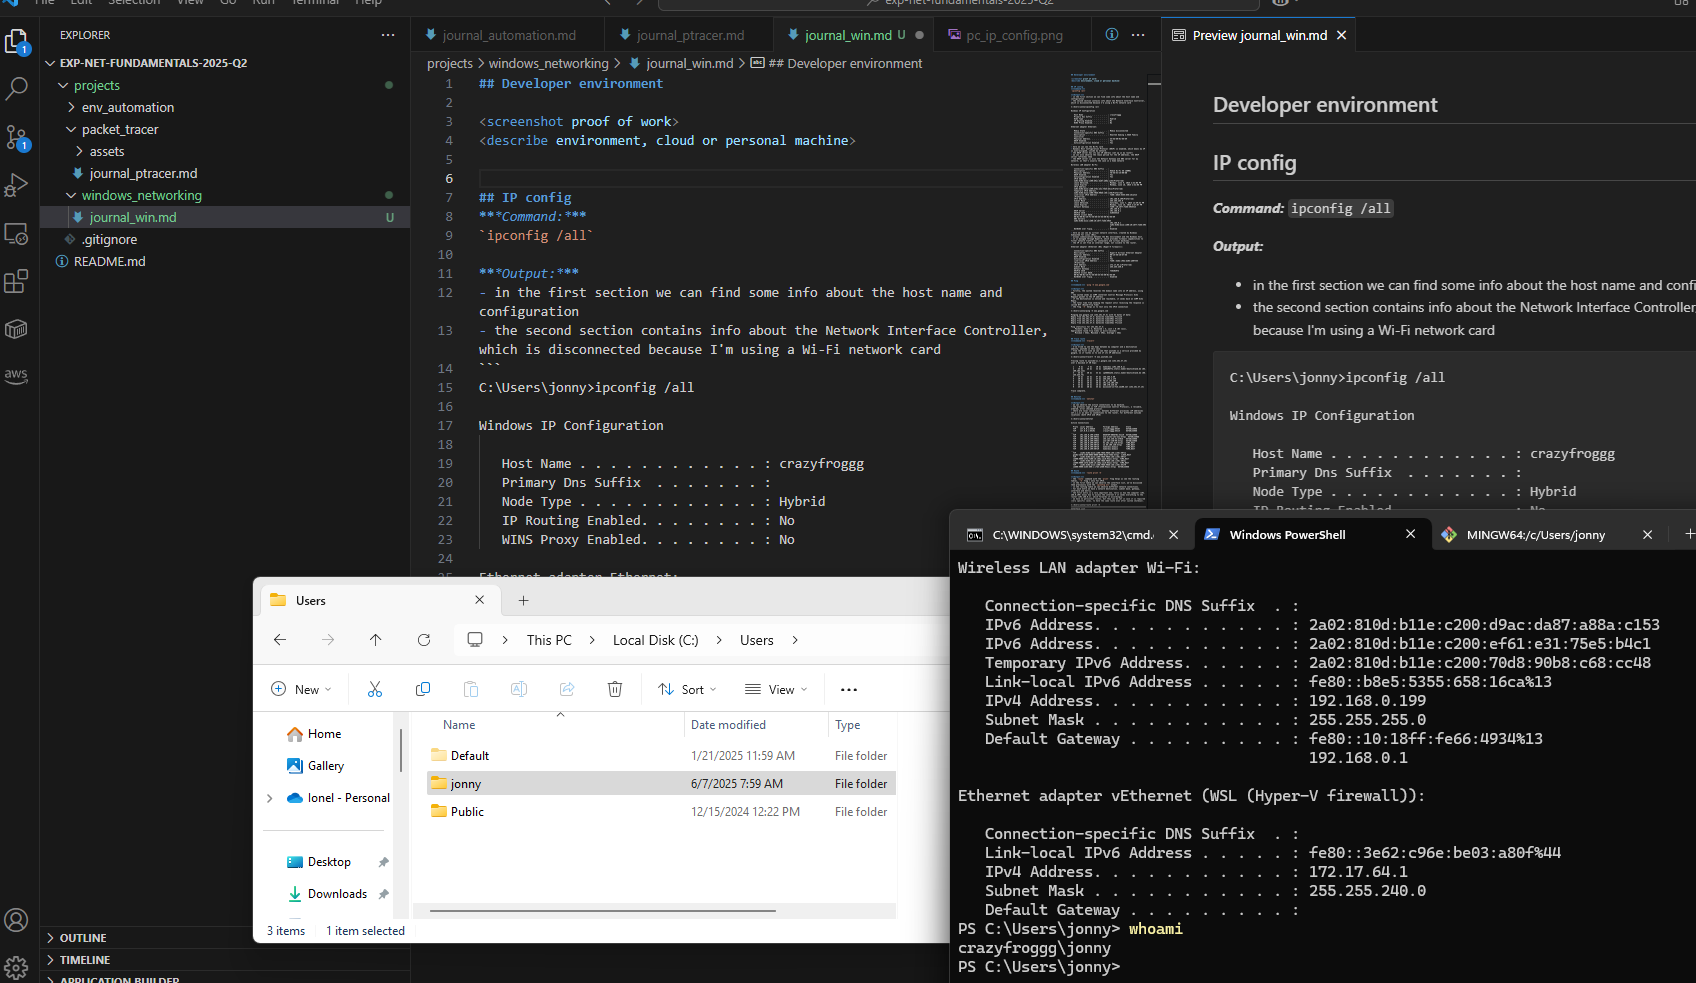 File Edit Selection View Go Run Terminal Help
exp-net-fundamentals-2025-Q2
EXPLORER
EXP-NET-FUNDAMENTALS-2025-Q2
projects
env_automation
packet_tracer
assets
journal_ptracer.md
windows_networking
journal_win.md U
.gitignore
README.md
OUTLINE
TIMELINE
APPLICATION BUILDER
1
1
aws
journal_automation.md
journal_ptracer.md
journal_win.md U
pc_ip_config.png
Preview journal_win.md
projects > windows_networking > journal_win.md > ## Developer environment
1 ## Developer environment
2
3 <screenshot proof of work>
4 <describe environment, cloud or personal machine>
5
6
7 ## IP config
8 ***Command:***
9 `ipconfig /all`
10
11 ***Output:***
12 - in the first section we can find some info about the host name and
configuration
13 - the second section contains info about the Network Interface Controller,
which is disconnected because I'm using a Wi-Fi network card
14 ```
15 C:\Users\jonny>ipconfig /all
16
17 Windows IP Configuration
18
19 Host Name . . . . . . . . . . . . : crazyfroggg
20 Primary Dns Suffix . . . . . . . :
21 Node Type . . . . . . . . . . . . : Hybrid
22 IP Routing Enabled. . . . . . . . : No
23 WINS Proxy Enabled. . . . . . . . : No
24
25 Ethernet adapter Ethernet:
Developer environment
IP config
Command: ipconfig /all
Output:
• in the first section we can find some info about the host name and confi
• the second section contains info about the Network Interface Controller,
because I'm using a Wi-Fi network card
C:\Users\jonny>ipconfig /all
Windows IP Configuration
Host Name . . . . . . . . . . . . : crazyfroggg
Primary Dns Suffix . . . . . . . :
Node Type . . . . . . . . . . . . : Hybrid
IP Routing Enabled. . . . . . . . : No
Users
This PC > Local Disk (C:) > Users >
New Sort View
Name Date modified Type
Default 1/21/2025 11:59 AM File folder
jonny 6/7/2025 7:59 AM File folder
Public 12/15/2024 12:22 PM File folder
Home
Gallery
Ionel - Personal
Desktop
Downloads
3 items 1 item selected
C:\WINDOWS\system32\cmd.
Windows PowerShell
MINGW64:/c/Users/jonny
Wireless LAN adapter Wi-Fi:
Connection-specific DNS Suffix . :
IPv6 Address. . . . . . . . . . . : 2a02:810d:b11e:c200:d9ac:da87:a88a:c153
IPv6 Address. . . . . . . . . . . : 2a02:810d:b11e:c200:ef61:e31:75e5:b4c1
Temporary IPv6 Address. . . . . . : 2a02:810d:b11e:c200:70d8:90b8:c68:cc48
Link-local IPv6 Address . . . . . : fe80::b8e5:5355:658:16ca%13
IPv4 Address. . . . . . . . . . . : 192.168.0.199
Subnet Mask . . . . . . . . . . . : 255.255.255.0
Default Gateway . . . . . . . . . : fe80::10:18ff:fe66:4934%13
192.168.0.1
Ethernet adapter vEthernet (WSL (Hyper-V firewall)):
Connection-specific DNS Suffix . :
Link-local IPv6 Address . . . . . : fe80::3e62:c96e:be03:a80f%44
IPv4 Address. . . . . . . . . . . : 172.17.64.1
Subnet Mask . . . . . . . . . . . : 255.255.240.0
Default Gateway . . . . . . . . . :
PS C:\Users\jonny> whoami
crazyfroggg\jonny
PS C:\Users\jonny>